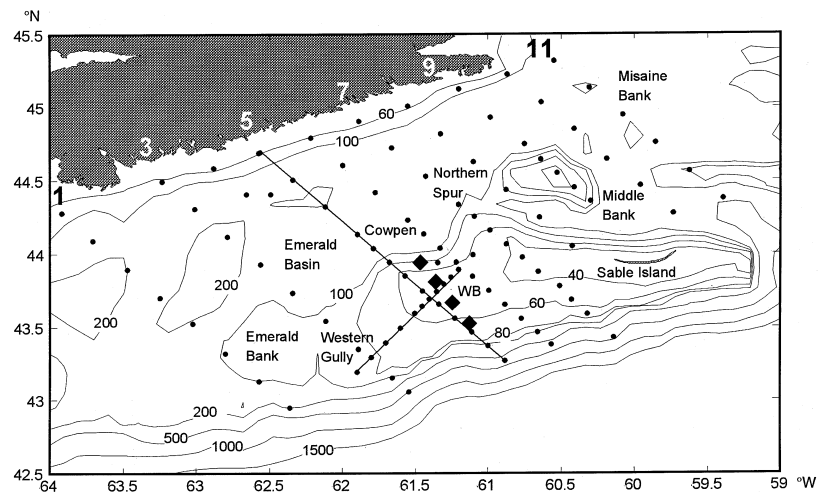 °N
45.5
45
44.5
44
43.5
43
42.5
11
9
7
5
3
1
Misaine
Bank
60
100
Northern
Spur
Middle
Bank
Cowpen
Emerald
Basin
200
200
100
40
Sable Island
WB
60
80
Emerald
Bank
Western
Gully
200
500
1000
1500
64
63.5
63
62.5
62
61.5
61
60.5
60
59.5
59
°W